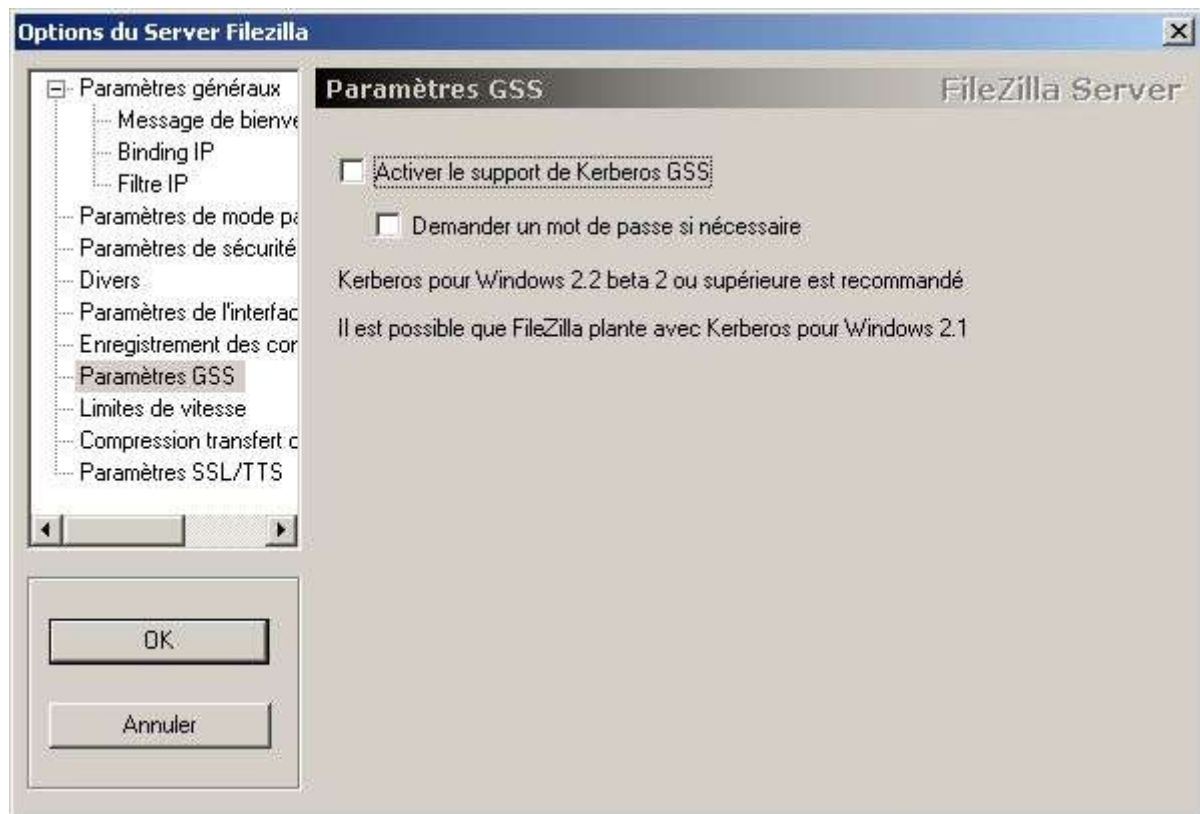 Options du Server Filezilla
Paramètres généraux
Message de bienve
Binding IP
Filtre IP
Paramètres de mode pa
Paramètres de sécurité
Divers
Paramètres de l'interfac
Enregistrement des cor
Paramètres GSS
Limites de vitesse
Compression transfert c
Paramètres SSL/TTS
OK
Annuler
Paramètres GSS
FileZilla Server
Activer le support de Kerberos GSS
Demander un mot de passe si nécessaire
Kerberos pour Windows 2.2 beta 2 ou supérieure est recommandé
Il est possible que FileZilla plante avec Kerberos pour Windows 2.1